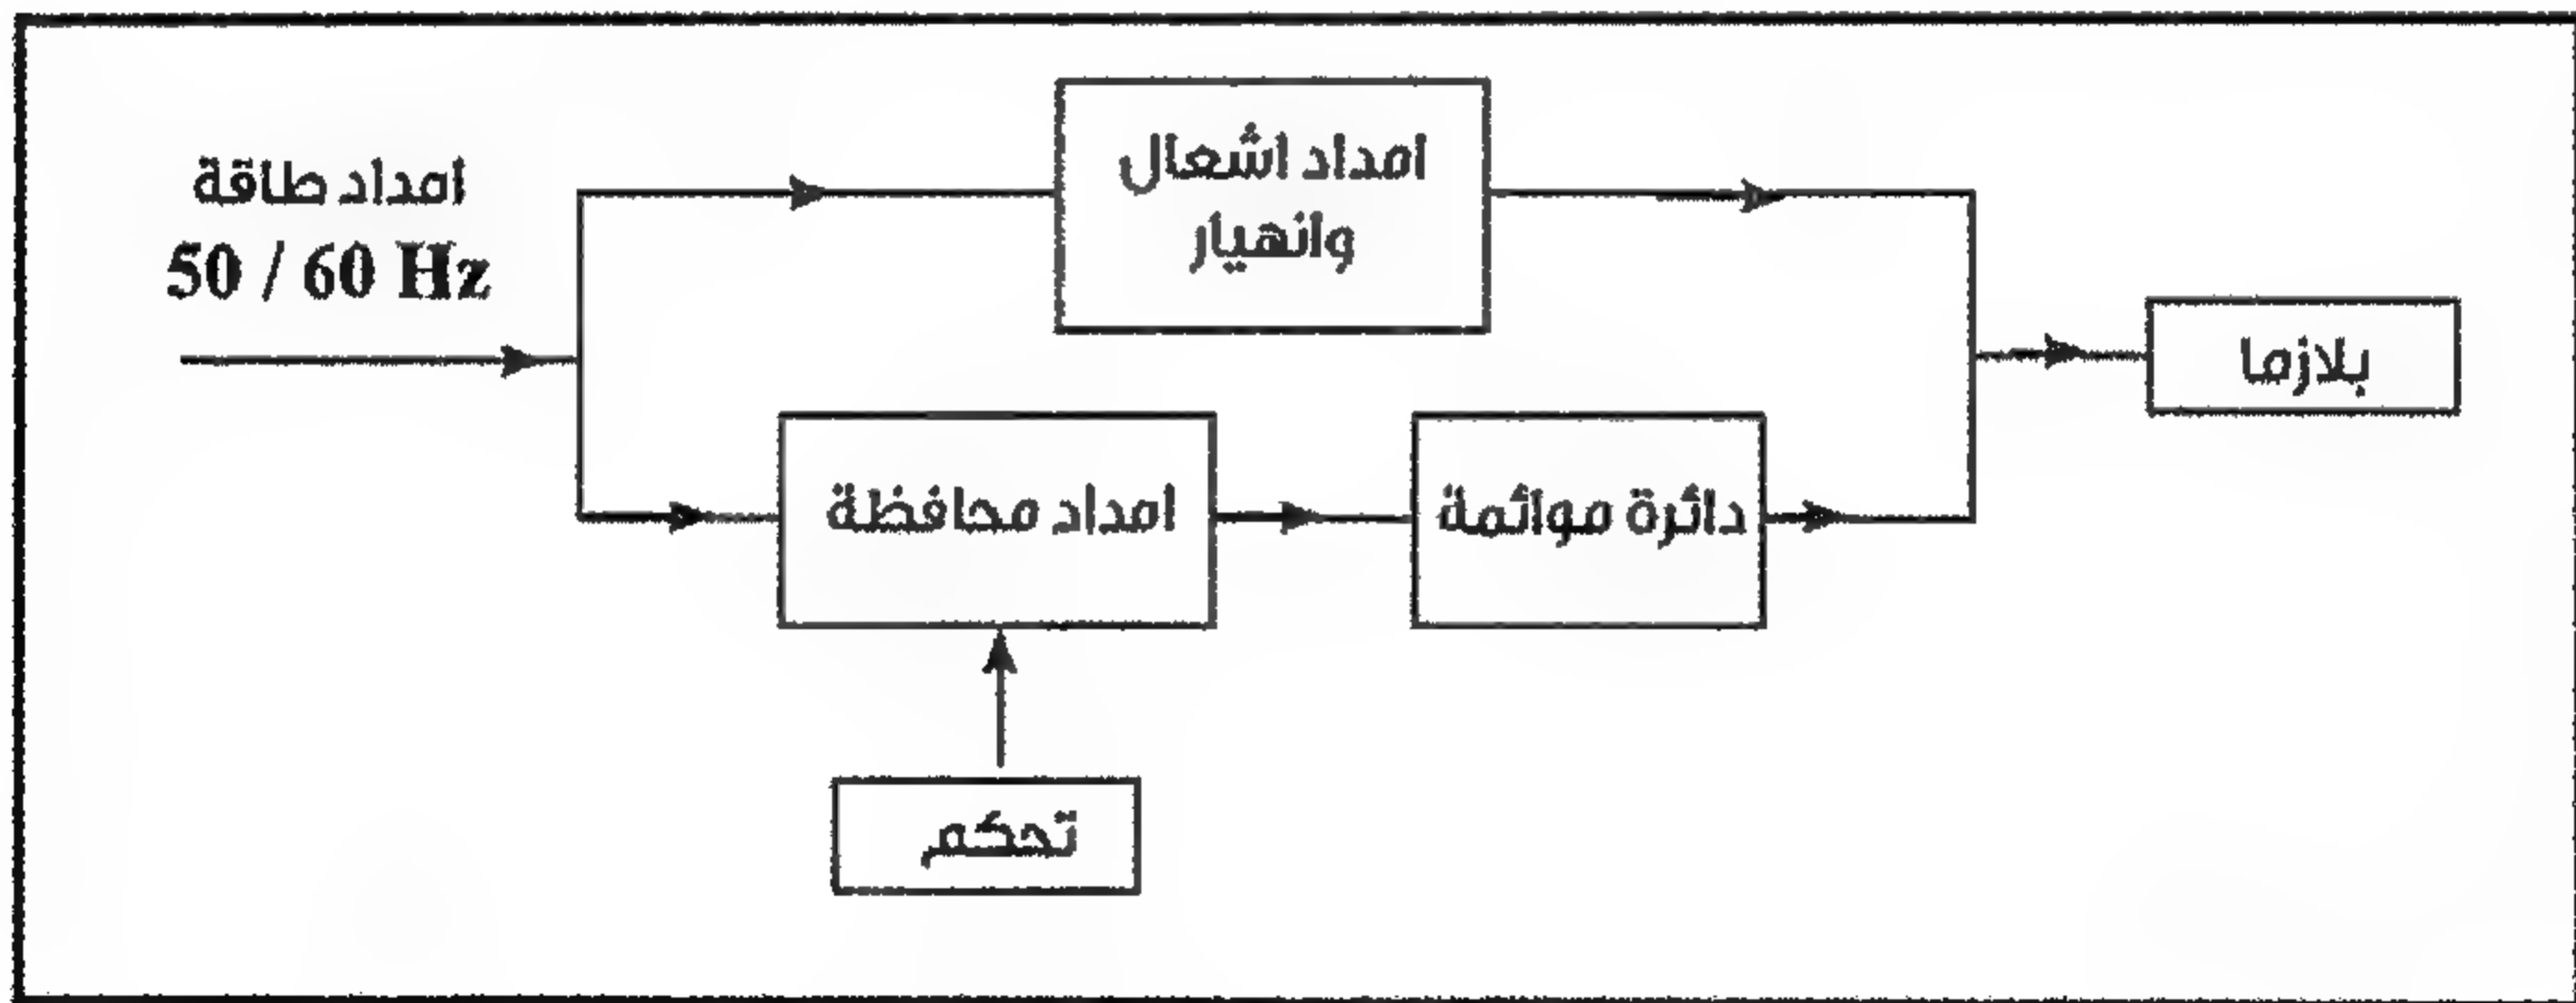 امداد طاقة
50 / 60 Hz
امداد اشعال
وانهيار
بلازما
امداد محافظة
دائرة موائمة
تحكم